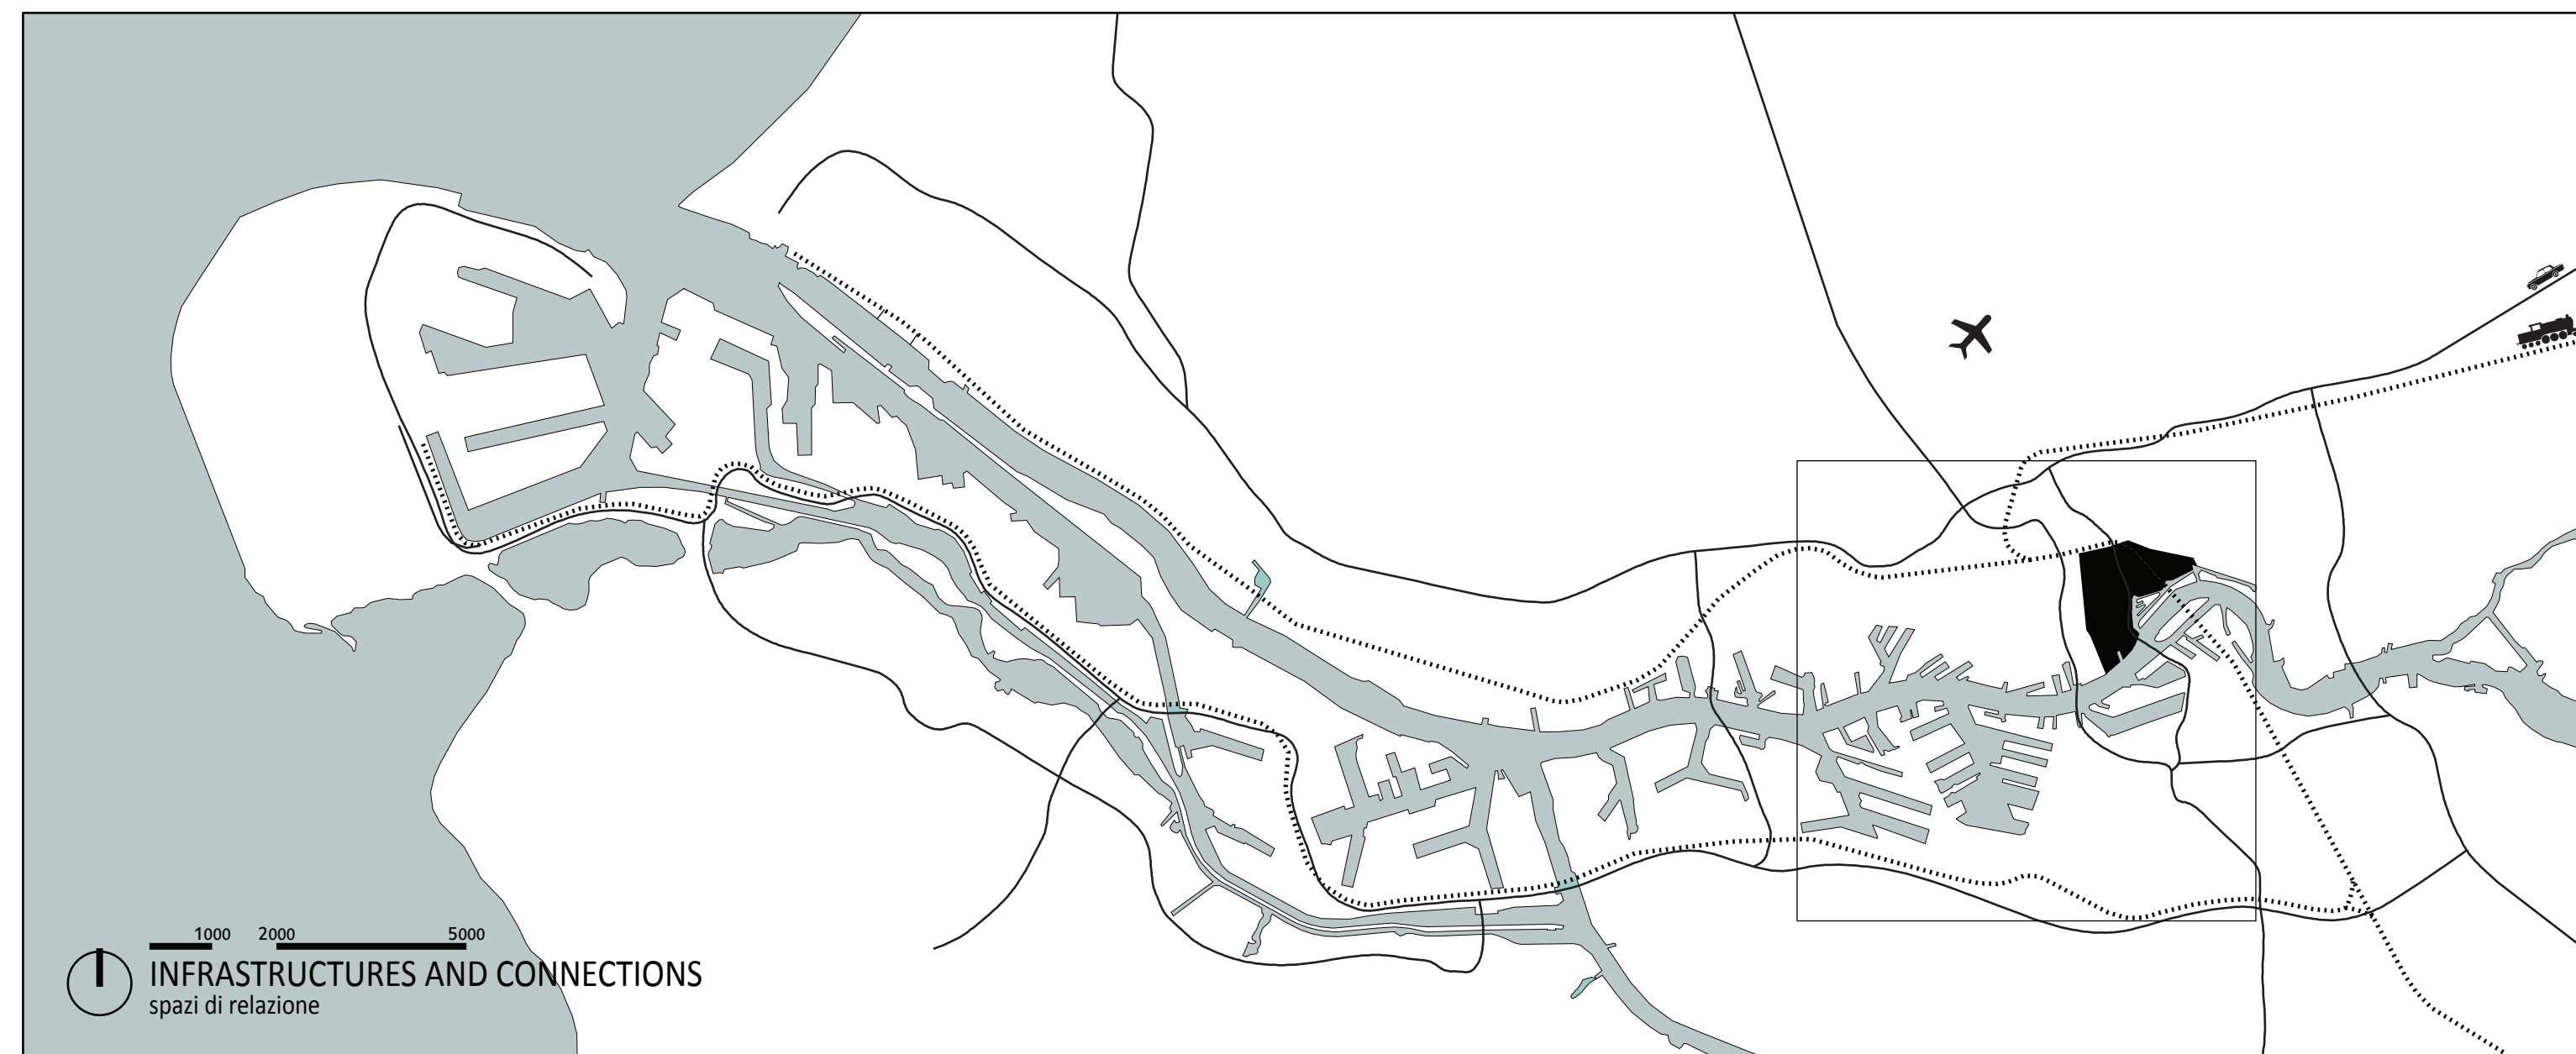 1000 2000 5000
INFRASTRUCTURES AND CONNECTIONS
spazi di relazione